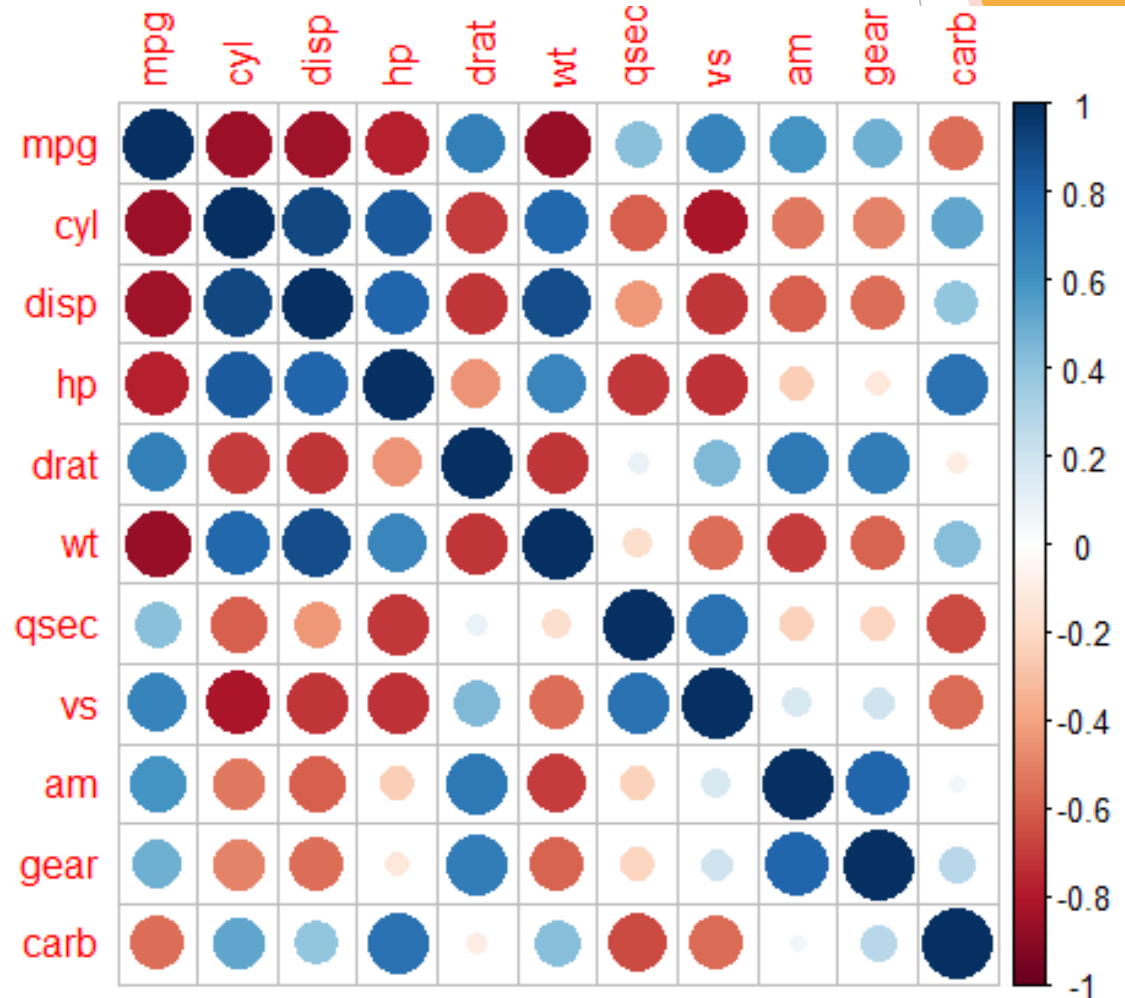 mpg cyl disp hp drat wt qsec vs am gear carb
mpg
cyl
disp
hp
drat
wt
qsec
vs
am
gear
carb
1
0.8
0.6
0.4
0.2
0
-0.2
-0.4
-0.6
-0.8
-1